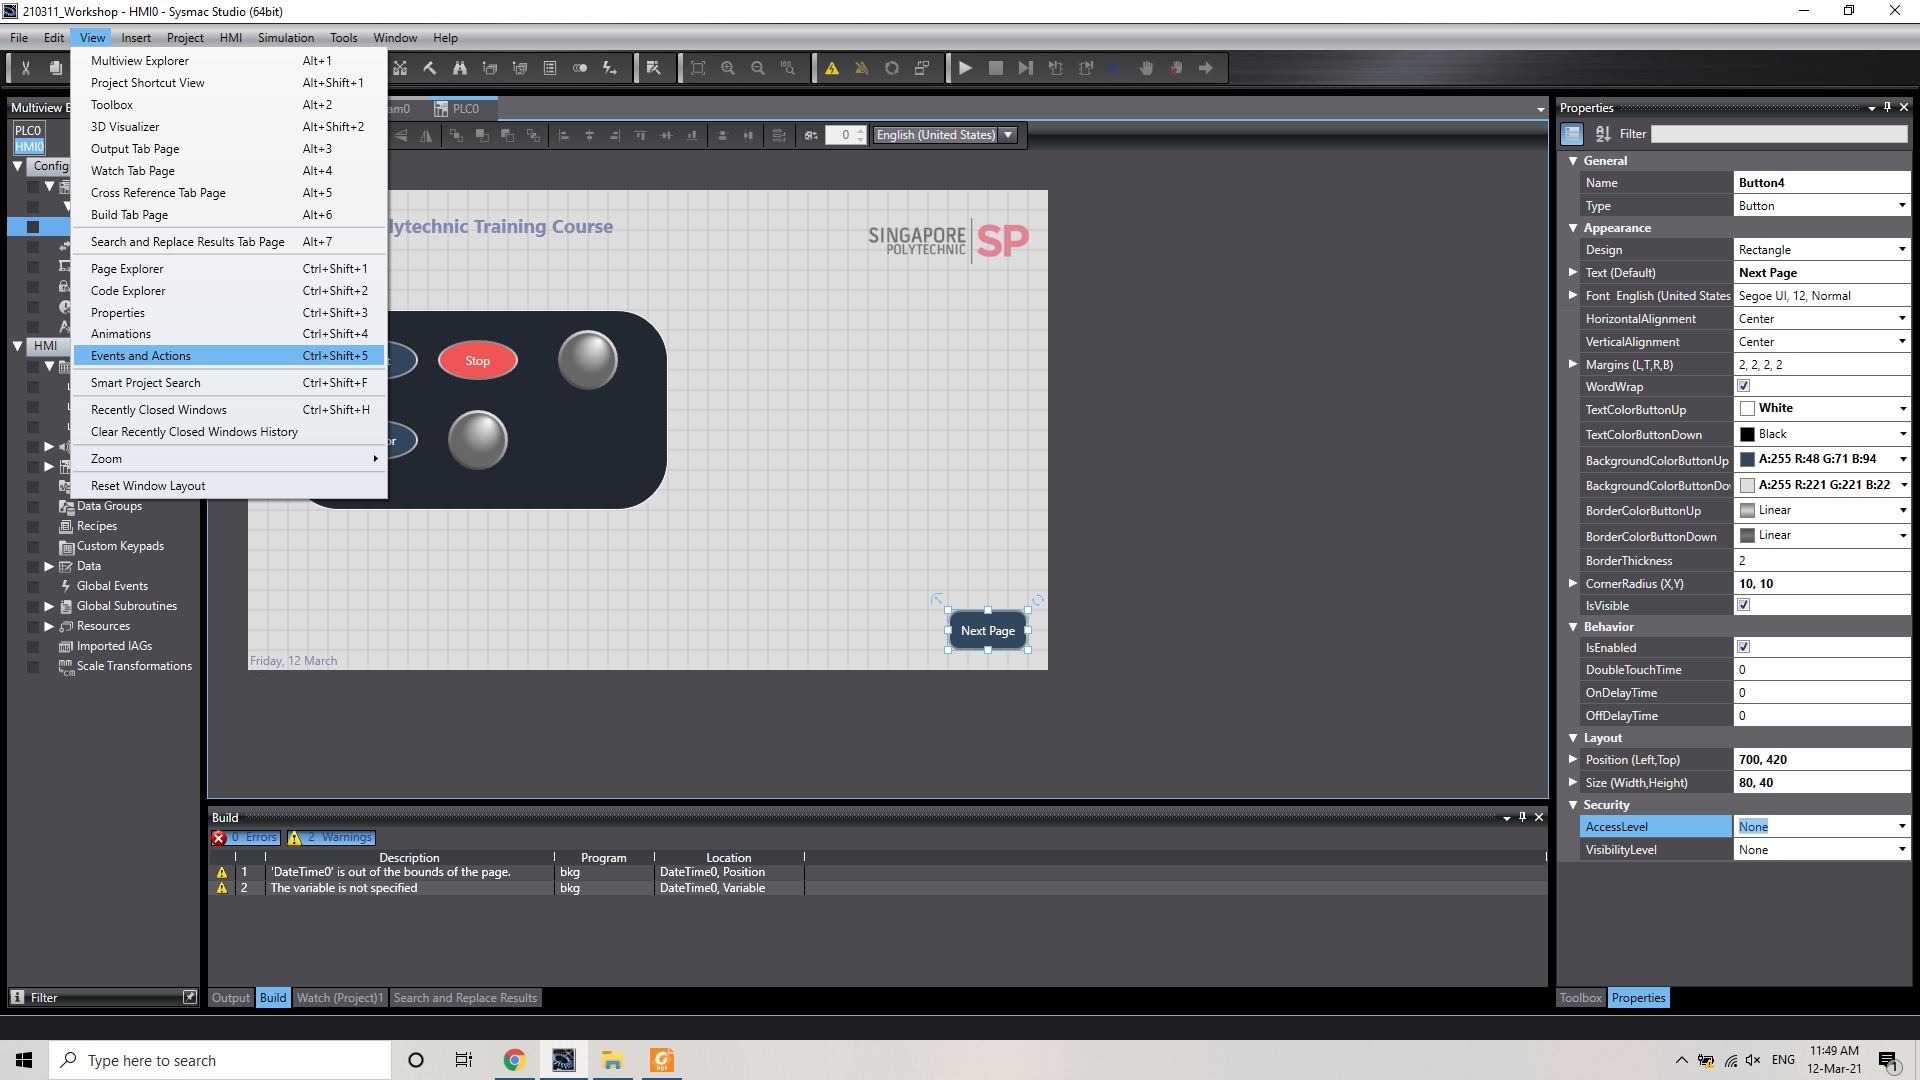 210311_Workshop - HMI0 - Sysmac Studio (64bit)
File Edit View Insert Project HMI Simulation Tools Window Help
Multiview Explorer Alt+1
Project Shortcut View Alt+Shift+1
Toolbox Alt+2
3D Visualizer Alt+Shift+2
Output Tab Page Alt+3
Watch Tab Page Alt+4
Cross Reference Tab Page Alt+5
Build Tab Page Alt+6
Search and Replace Results Tab Page Alt+7
Page Explorer Ctrl+Shift+1
Code Explorer Ctrl+Shift+2
Properties Ctrl+Shift+3
Animations Ctrl+Shift+4
Events and Actions Ctrl+Shift+5
Smart Project Search Ctrl+Shift+F
Recently Closed Windows Ctrl+Shift+H
Clear Recently Closed Windows History
Zoom
Reset Window Layout
Multiview E
PLC0
HMI0
Config
HMI
Data Groups
Recipes
Custom Keypads
Data
Global Events
Global Subroutines
Resources
Imported IAGs
Scale Transformations
Filter
am0 PLC0
0 English (United States)
lytechnic Training Course
SINGAPORE
POLYTECHNIC
SP
Stop
or
Next Page
Friday, 12 March
Build
0 Errors 2 Warnings
Description Program Location
1 'DateTime0' is out of the bounds of the page. bkg DateTime0, Position
2 The variable is not specified bkg DateTime0, Variable
Output Build Watch (Project)1 Search and Replace Results
Properties
Filter
General
Name Button4
Type Button
Appearance
Design Rectangle
Text (Default) Next Page
Font English (United States Segoe UI, 12, Normal
HorizontalAlignment Center
VerticalAlignment Center
Margins (L,T,R,B) 2, 2, 2, 2
WordWrap
TextColorButtonUp White
TextColorButtonDown Black
BackgroundColorButtonUp A:255 R:48 G:71 B:94
BackgroundColorButtonDo A:255 R:221 G:221 B:22
BorderColorButtonUp Linear
BorderColorButtonDown Linear
BorderThickness 2
CornerRadius (X,Y) 10, 10
IsVisible
Behavior
IsEnabled
DoubleTouchTime 0
OnDelayTime 0
OffDelayTime 0
Layout
Position (Left,Top) 700, 420
Size (Width,Height) 80, 40
Security
AccessLevel None
VisibilityLevel None
Toolbox Properties
Type here to search
ENG
11:49 AM
12-Mar-21
1